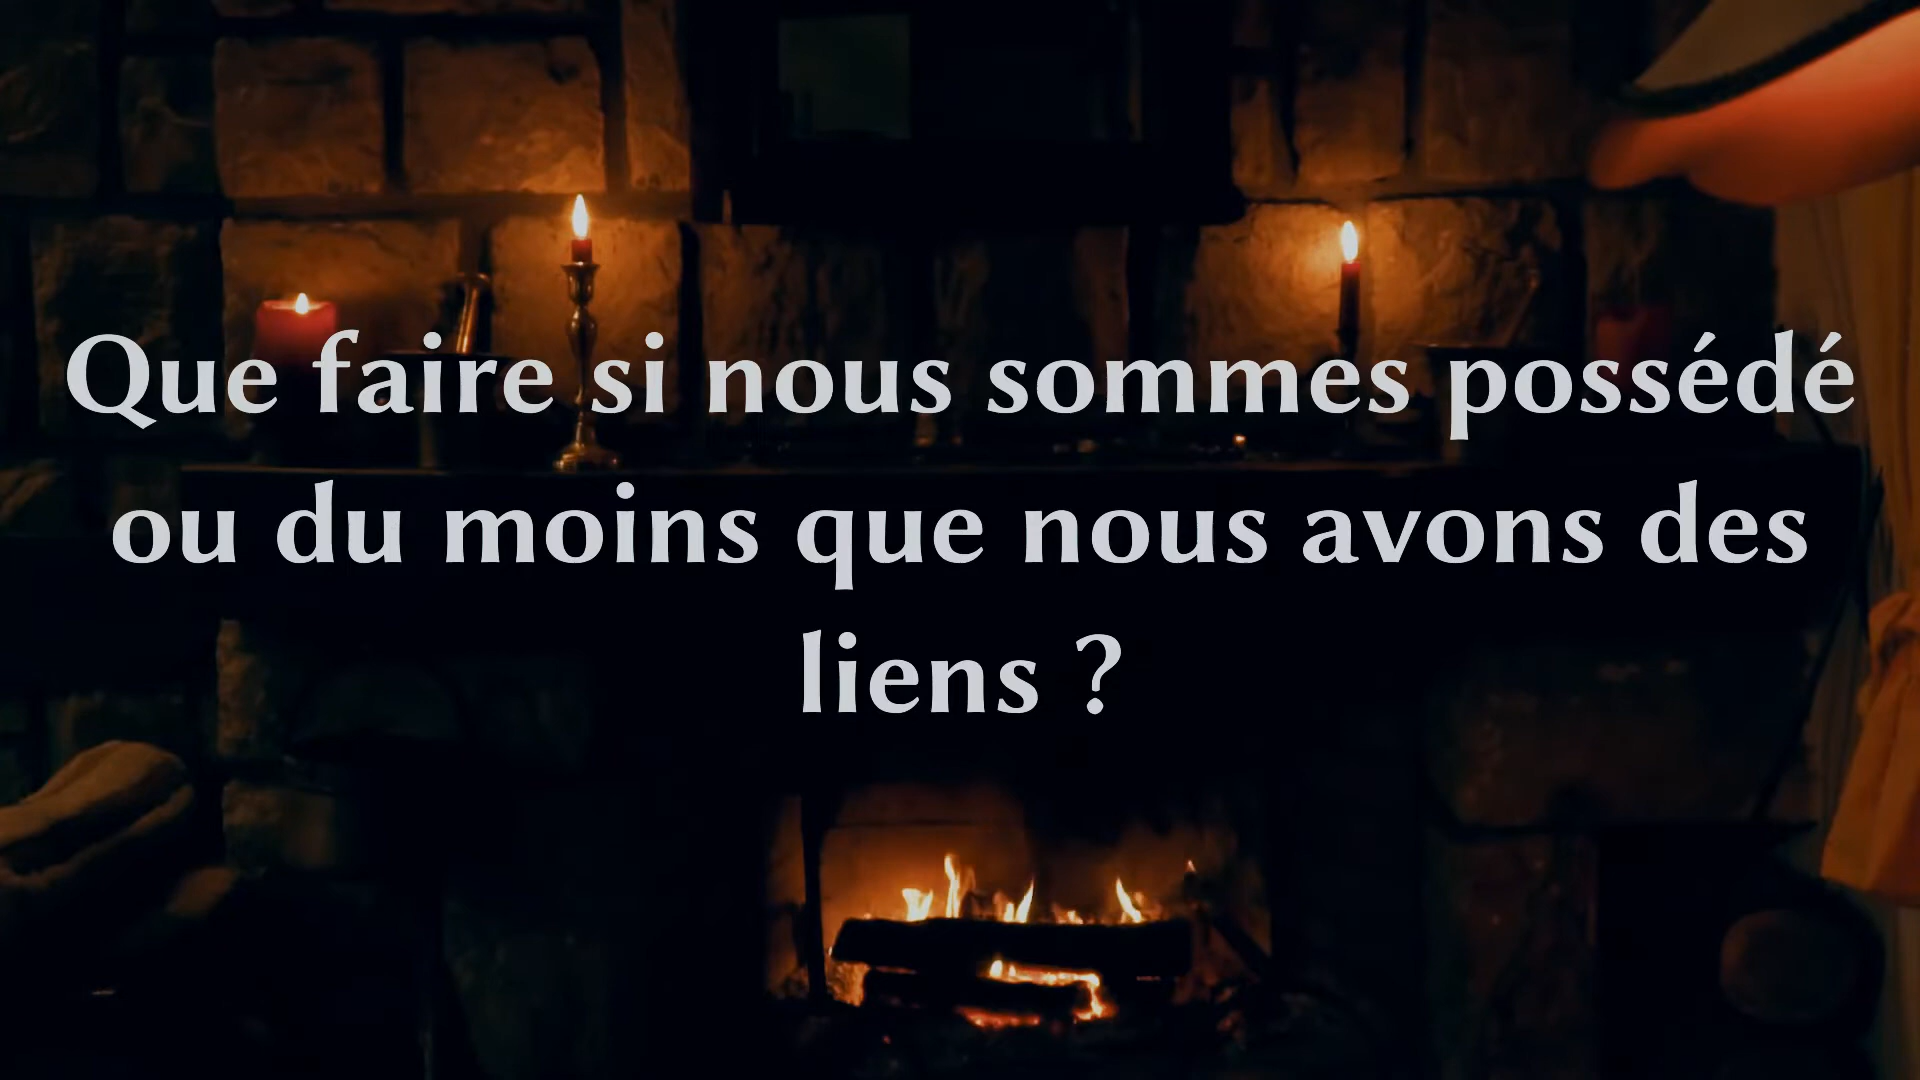 Que faire si nous sommes possédé
ou du moins que nous avons des
liens ?